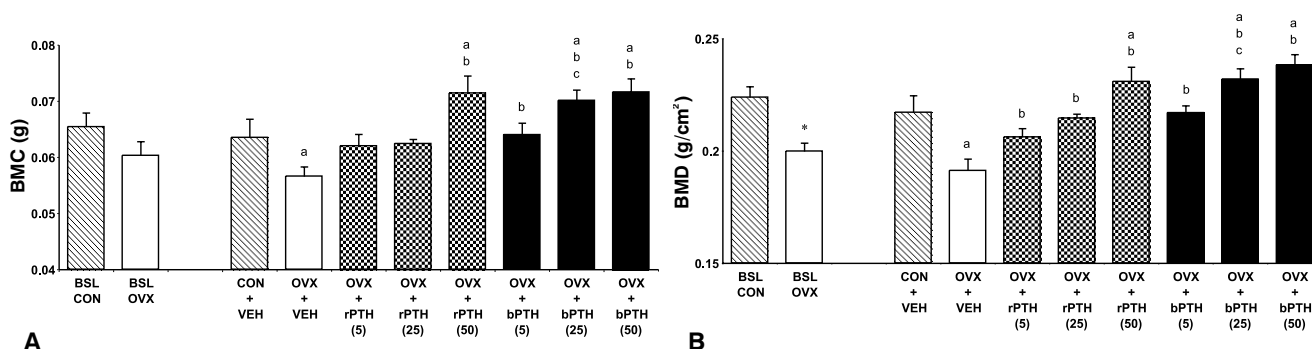 BMC (g)
0.08
0.07
0.06
0.05
0.04
a
a
b
b
a
b
c
a
b
BSL
CON
BSL
OVX
CON
+
VEH
OVX
+
VEH
OVX
+
rPTH
(5)
OVX
+
rPTH
(25)
OVX
+
rPTH
(50)
OVX
+
bPTH
(5)
OVX
+
bPTH
(25)
OVX
+
bPTH
(50)
A
BMD (g/cm²)
0.25
0.2
0.15
*
a
b
b
a
b
b
a
b
c
a
b
BSL
CON
BSL
OVX
CON
+
VEH
OVX
+
VEH
OVX
+
rPTH
(5)
OVX
+
rPTH
(25)
OVX
+
rPTH
(50)
OVX
+
bPTH
(5)
OVX
+
bPTH
(25)
OVX
+
bPTH
(50)
B